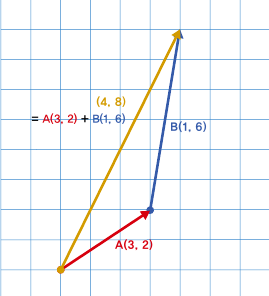 (4, 8)
= A(3, 2) + B(1, 6)
B(1, 6)
A(3, 2)